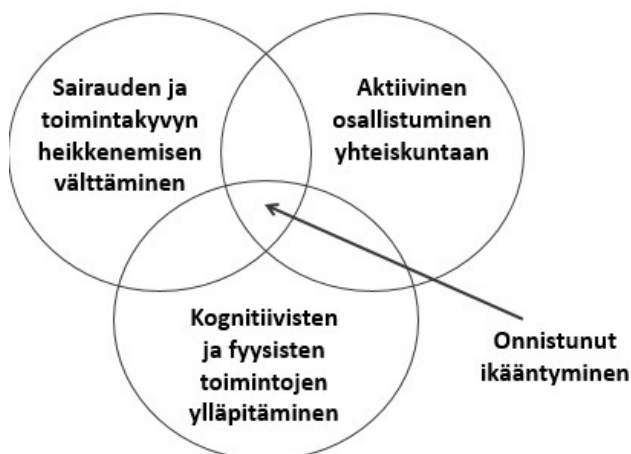 Sairauden ja
toimintakyvyn
heikkenemisen
välttäminen
Aktiivinen
osallistuminen
yhteiskuntaan
Kognitiivisten
ja fyysisten
toimintojen
ylläpitäminen
Onnistunut
ikääntyminen